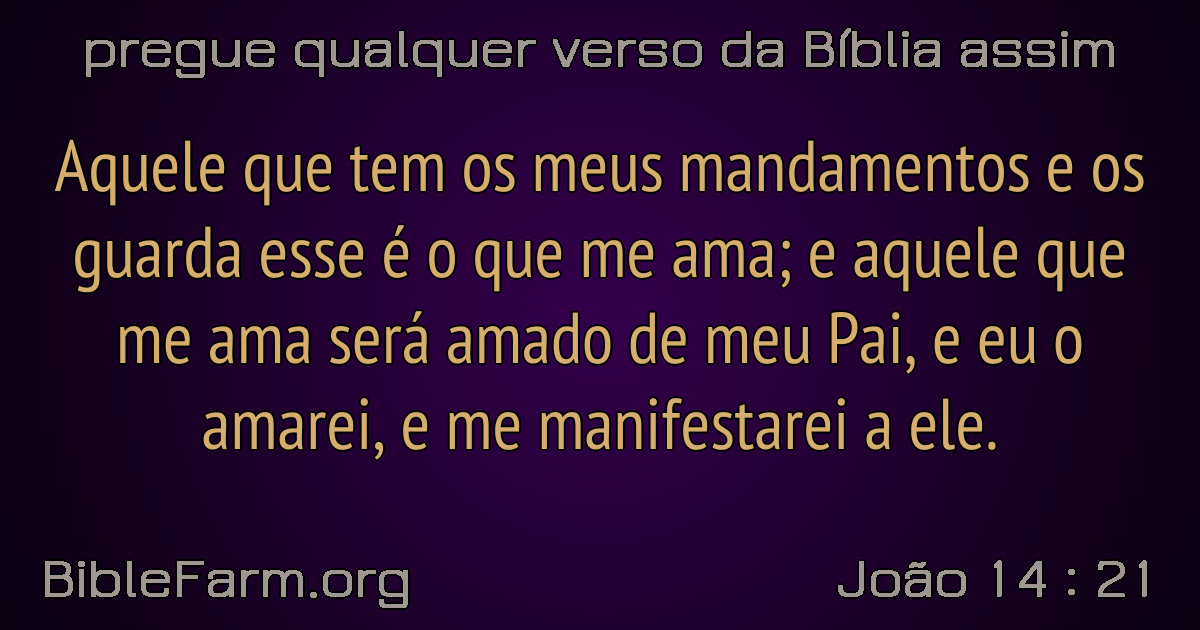 pregue qualquer verso da Bíblia assim
Aquele que tem os meus mandamentos e os
guarda esse é o que me ama; e aquele que
me ama será amado de meu Pai, e eu o
amarei, e me manifestarei a ele.
BibleFarm.org
João 14 : 21